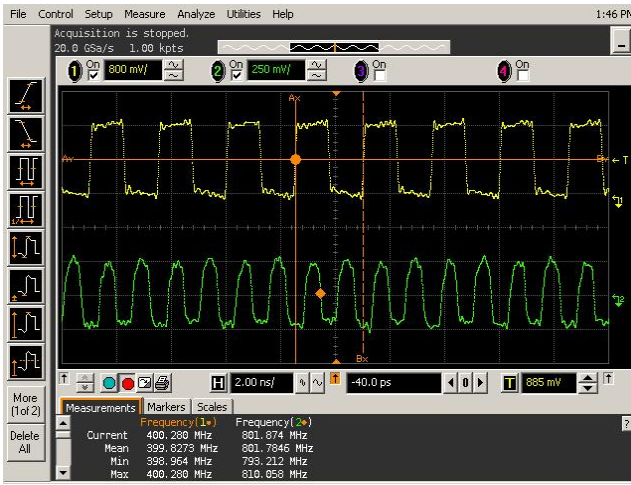 File Control Setup Measure Analyze Utilities Help 1:46 PM
Acquisition is stopped.
20.0 GSa/s 1.00 kpts
1 On 800 mV/ 2 On 250 mV/ 3 On 4 On
Ax
Ay By T
1
2
Bx
H 2.00 ns/ -40.0 ps 0 T 885 mV
More
(1of 2)
Delete
All
Measurements Markers Scales
Frequency(1) Frequency(2)
Current 400.280 MHz 801.874 MHz
Mean 399.8273 MHz 801.7846 MHz
Min 398.964 MHz 793.212 MHz
Max 400.280 MHz 810.058 MHz
?